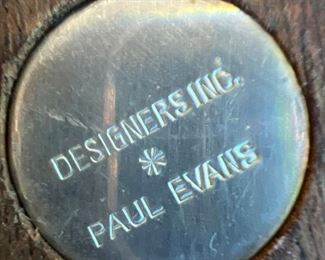 DESIGNERS INC.
*
PAUL EVANS